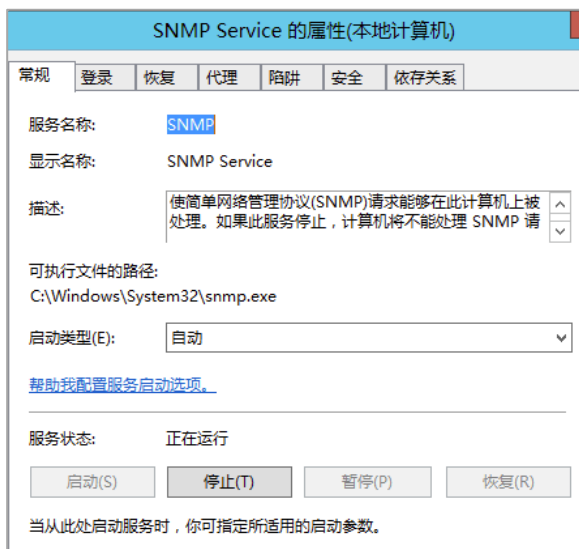 SNMP Service 的属性(本地计算机)
常规 登录 恢复 代理 陷阱 安全 依存关系
服务名称: SNMP
显示名称: SNMP Service
描述: 使简单网络管理协议(SNMP)请求能够在此计算机上被
处理。如果此服务停止，计算机将不能处理 SNMP 请
可执行文件的路径:
C:\Windows\System32\snmp.exe
启动类型(E): 自动
帮助我配置服务启动选项。
服务状态: 正在运行
启动(S) 停止(T) 暂停(P) 恢复(R)
当从此处启动服务时，你可指定所适用的启动参数。